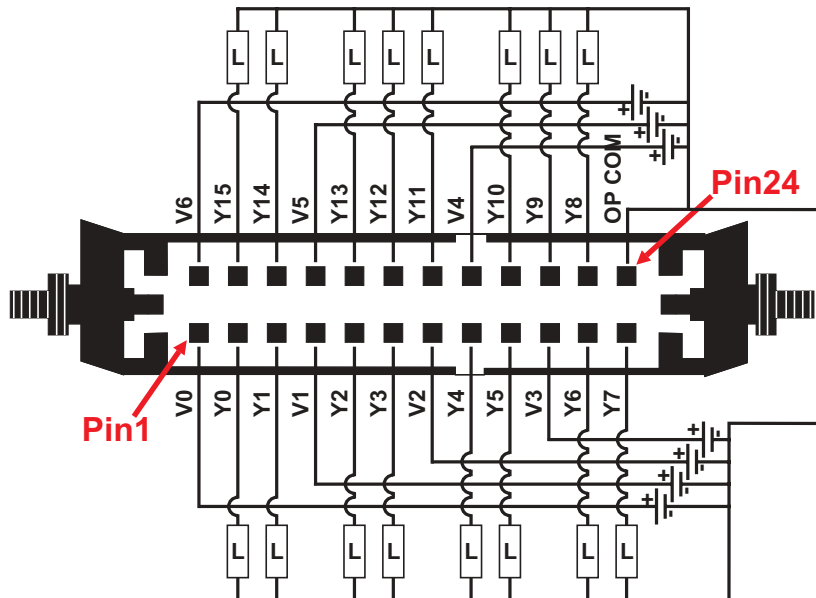 L L L L L L L L
+ - 
+ - 
+ - 
V6 Y15 Y14 V5 Y13 Y12 Y11 V4 Y10 Y9 Y8 OP COM
Pin24
Pin1
V0 Y0 Y1 V1 Y2 Y3 V2 Y4 Y5 V3 Y6 Y7
+ - 
+ - 
+ - 
+ - 
L L L L L L L L